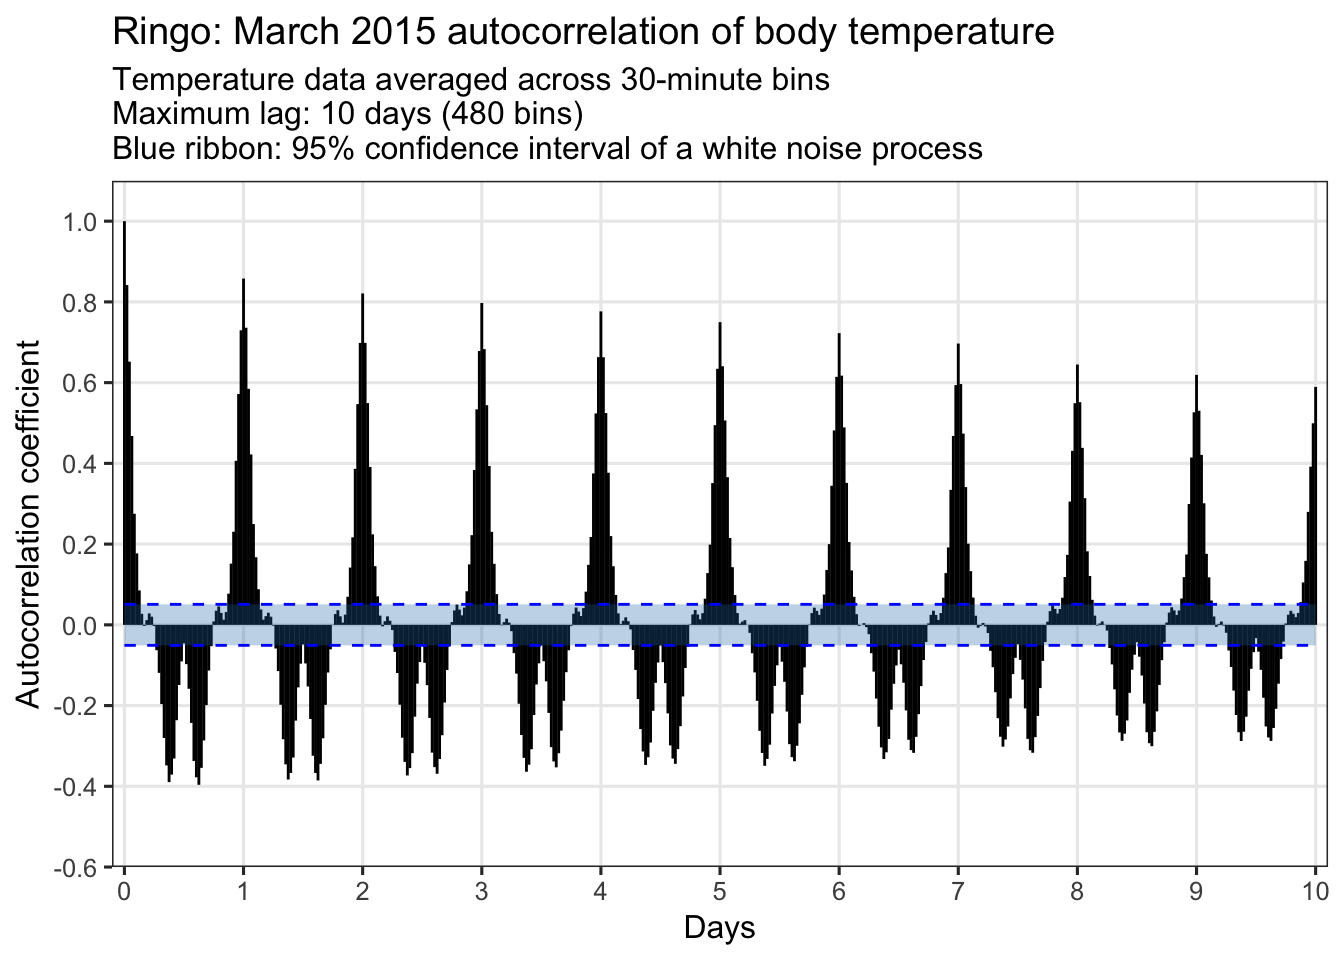 Ringo: March 2015 autocorrelation of body temperature
Temperature data averaged across 30-minute bins
Maximum lag: 10 days (480 bins)
Blue ribbon: 95% confidence interval of a white noise process
Autocorrelation coefficient
1.0
0.8
0.6
0.4
0.2
0.0
-0.2
-0.4
-0.6
0 1 2 3 4 5 6 7 8 9 10
Days